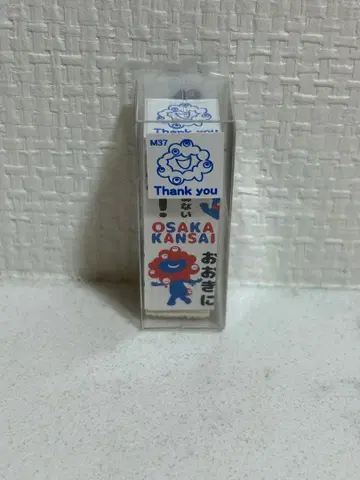 Thank you
M37
Thank you
ない
!
OSAKA
KANSAI
おおきに